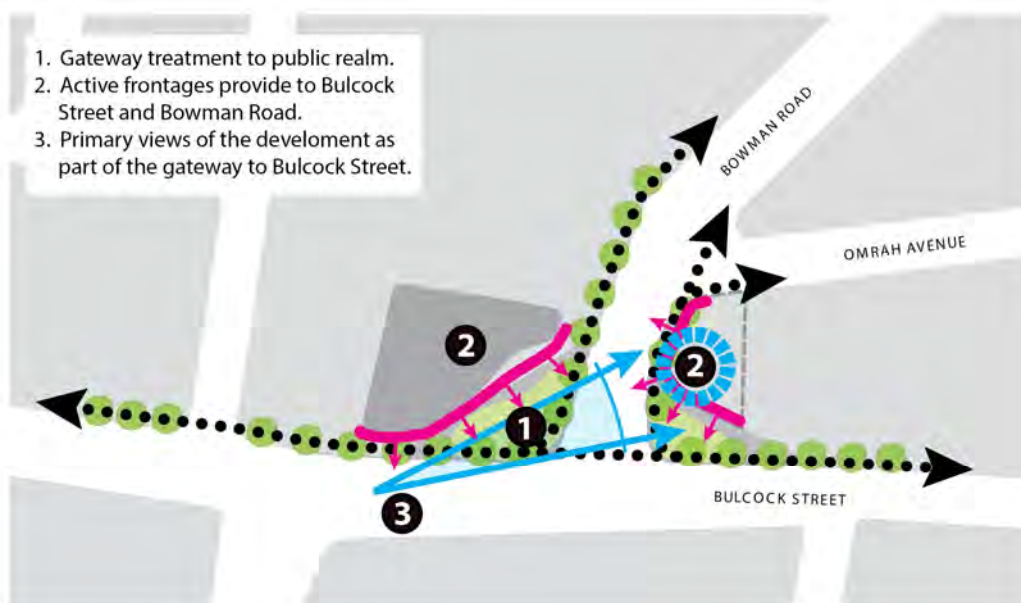 1. Gateway treatment to public realm.
2. Active frontages provide to Bulcock
Street and Bowman Road.
3. Primary views of the develoment as
part of the gateway to Bulcock Street.
BOWMAN ROAD
OMRAH AVENUE
2
2
1
3
BULCOCK STREET